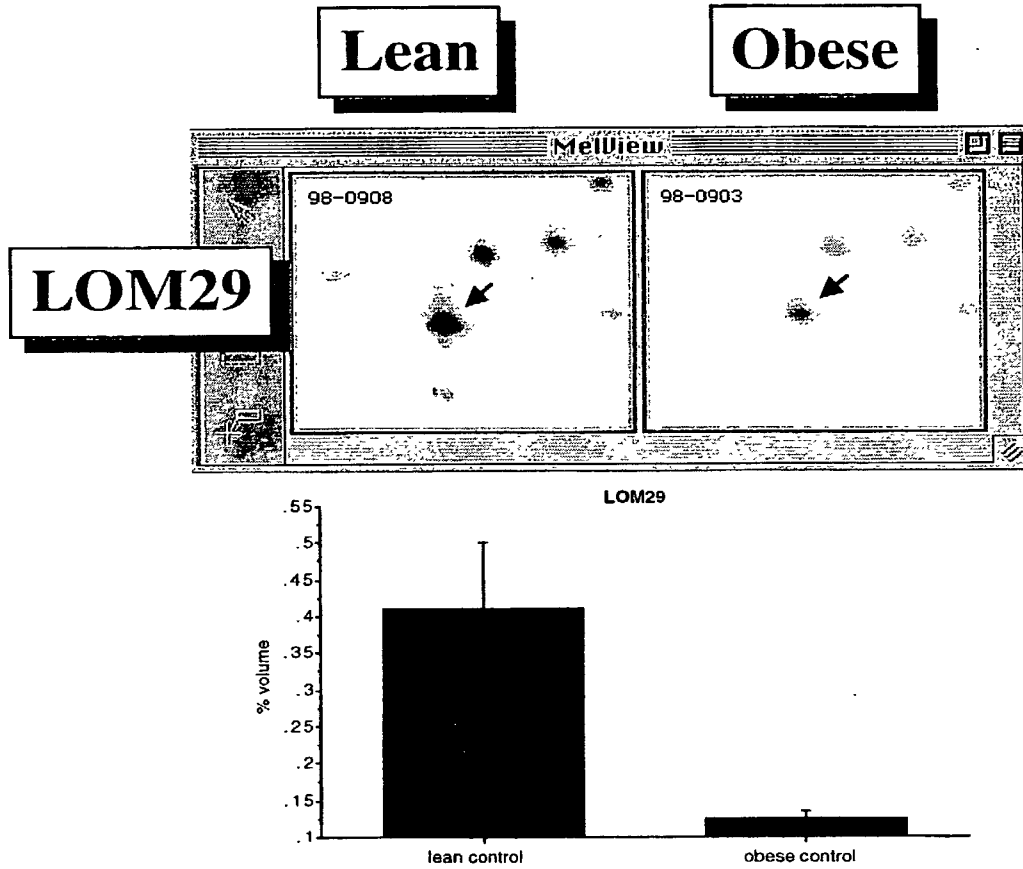 Lean
Obese
MelView
98-0908
98-0903
LOM29
LOM29
.55
.5
.45
.4
.35
.3
.25
.2
.15
.1
% volume
lean control
obese control